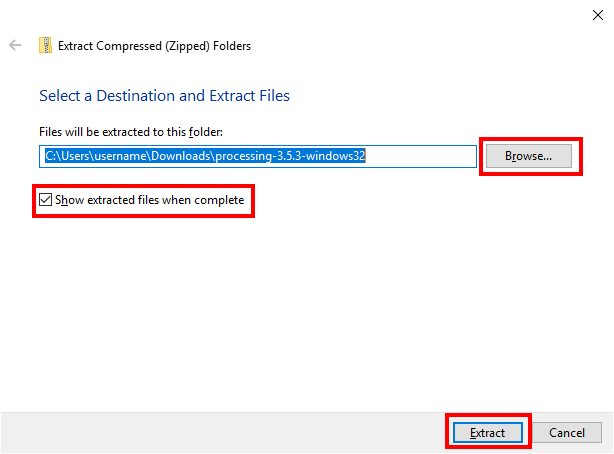 Extract Compressed (Zipped) Folders
Select a Destination and Extract Files
Files will be extracted to this folder:
C:\Users\username\Downloads\processing-3.5.3-windows32
Browse...
Show extracted files when complete
Extract
Cancel